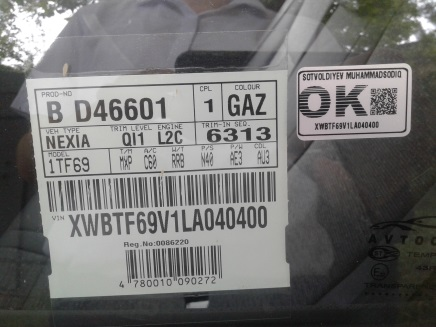 PROD-NO CPL COLOUR
B D46601 1 GAZ
VEH TYPE TRIM LEVEL ENGINE TRIM-IN SEQ.
NEXIA QI1 L2C 6313
MODEL T/M A/C W/T P/S P/W COL
1TF69 MXP C60 RRB N40 AE3 AU3
VIN XWBTF69V1LA040400
Reg.No:0086220
4 780010 090272
SOTVOLDIYEV MUHAMMADSODIQ
OK
XWBTF69V1LA040400